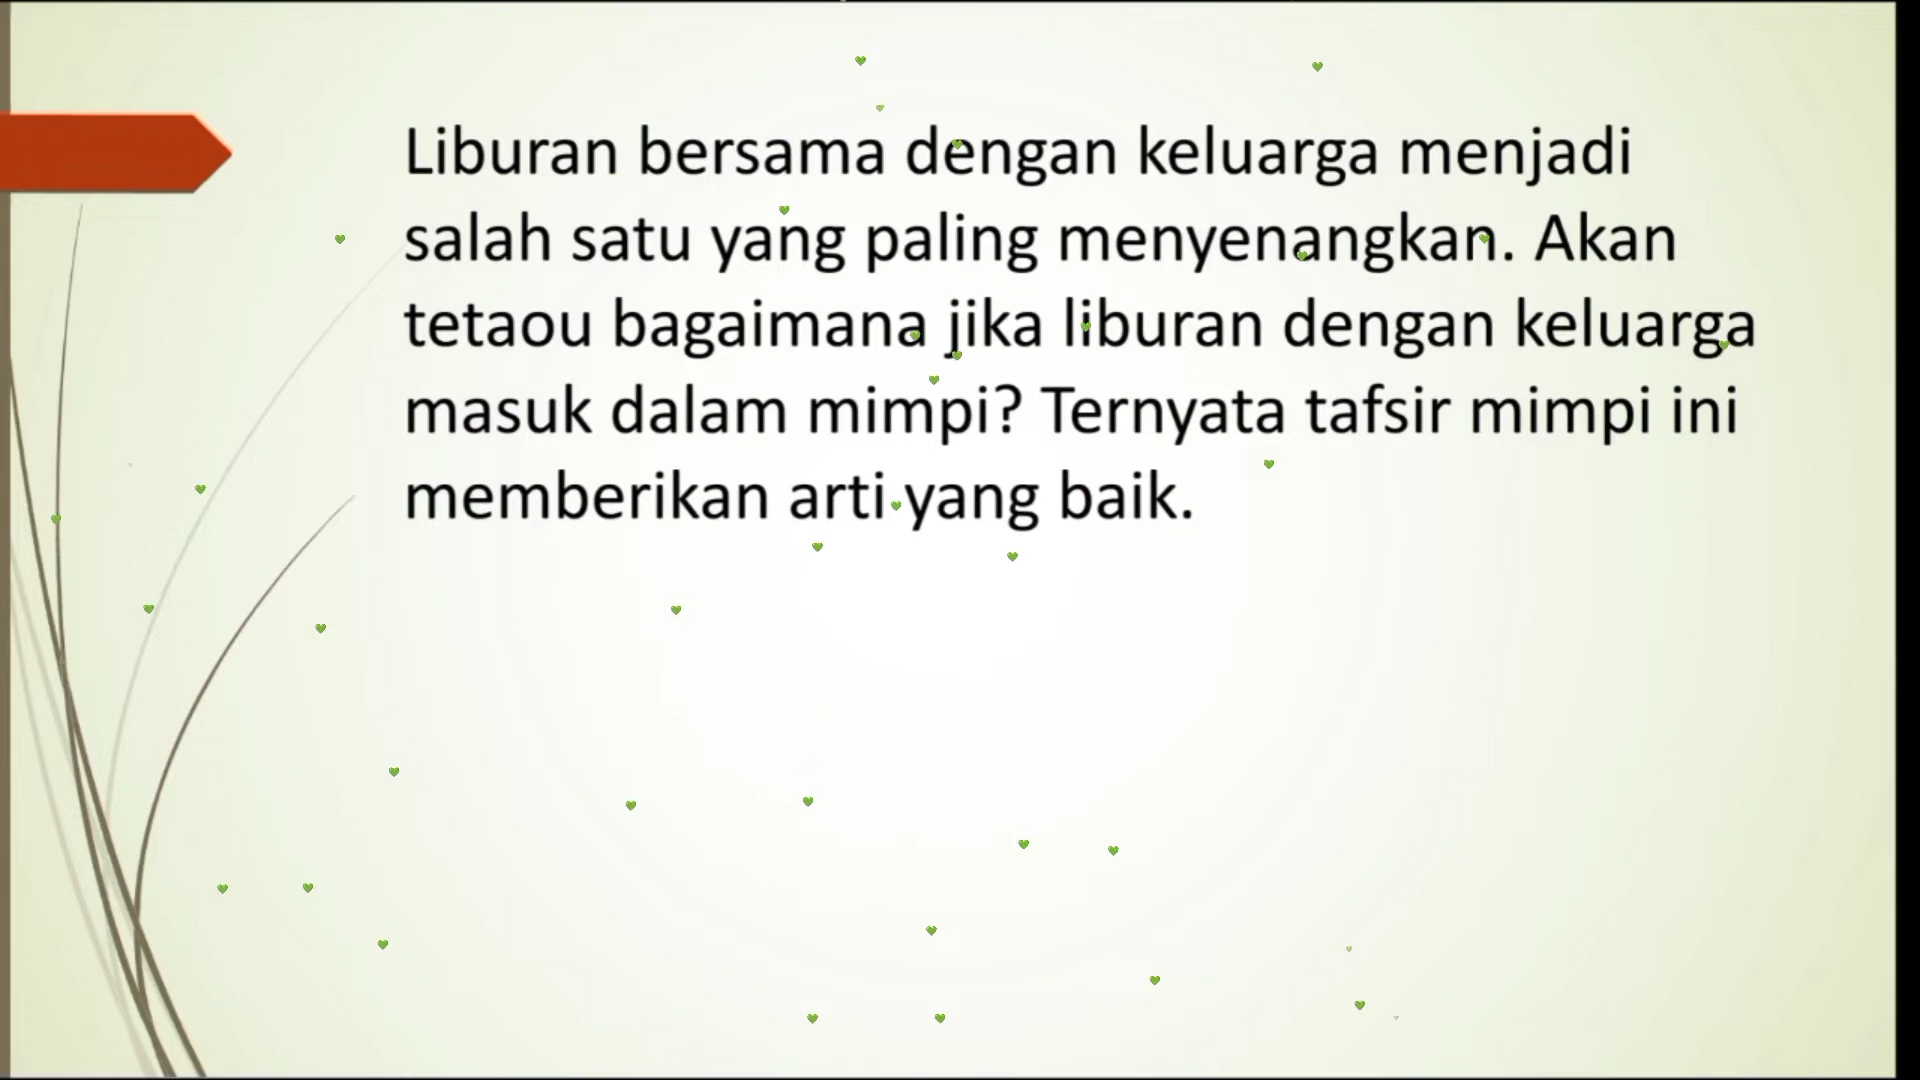 Liburan bersama dengan keluarga menjadi
salah satu yang paling menyenangkan. Akan
tetaou bagaimana jika liburan dengan keluarga
masuk dalam mimpi? Ternyata tafsir mimpi ini
memberikan arti yang baik.